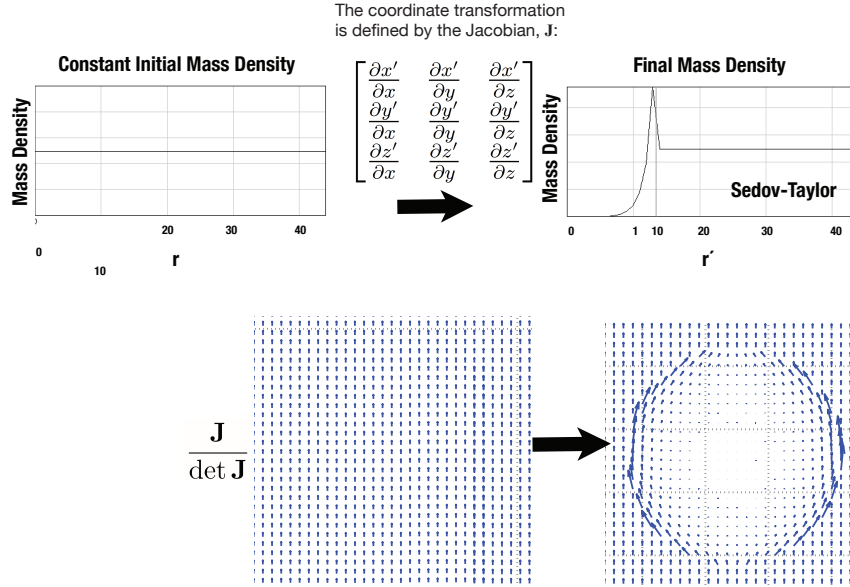 The coordinate transformation
is defined by the Jacobian, J:
Constant Initial Mass Density
Mass Density
0
10
20
30
40
r
∂x′/∂x ∂x′/∂y ∂x′/∂z
∂y′/∂x ∂y′/∂y ∂y′/∂z
∂z′/∂x ∂z′/∂y ∂z′/∂z
Final Mass Density
Mass Density
Sedov-Taylor
0 1 10 20 30 40
r´
J
det J